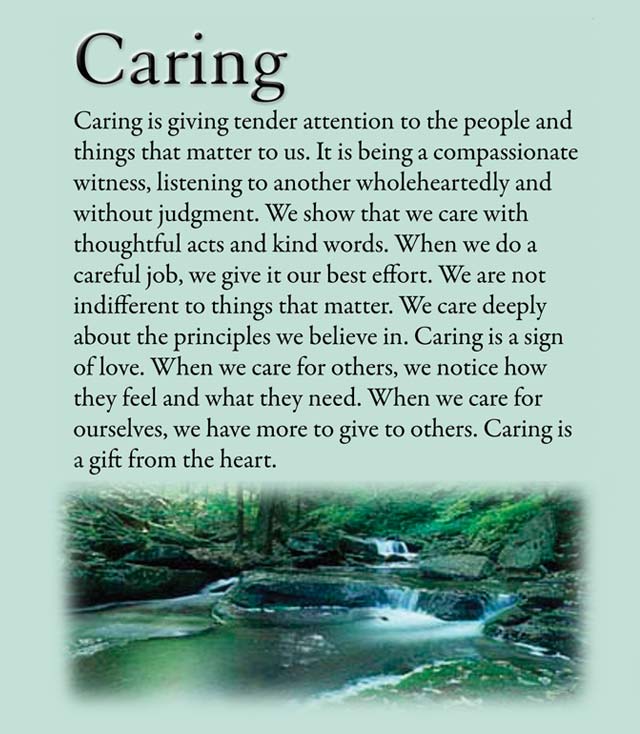 Caring
Caring is giving tender attention to the people and
things that matter to us. It is being a compassionate
witness, listening to another wholeheartedly and
without judgment. We show that we care with
thoughtful acts and kind words. When we do a
careful job, we give it our best effort. We are not
indifferent to things that matter. We care deeply
about the principles we believe in. Caring is a sign
of love. When we care for others, we notice how
they feel and what they need. When we care for
ourselves, we have more to give to others. Caring is
a gift from the heart.